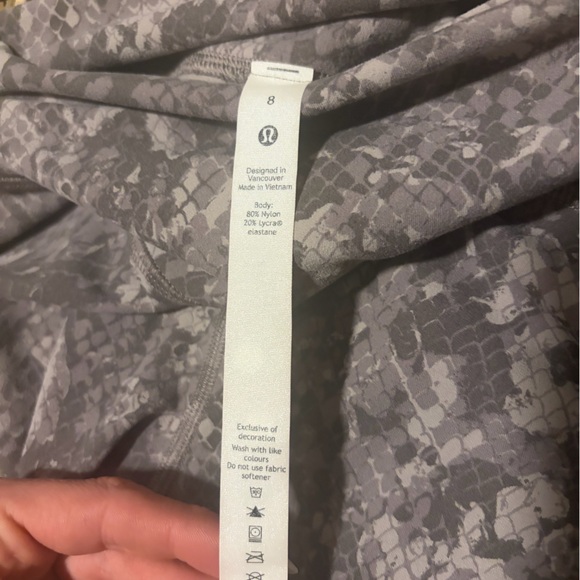 8
Designed in
Vancouver
Made in Vietnam
Body:
80% Nylon
20% Lycra®
elastane
Exclusive of
decoration
Wash with like
colours
Do not use fabric
softener